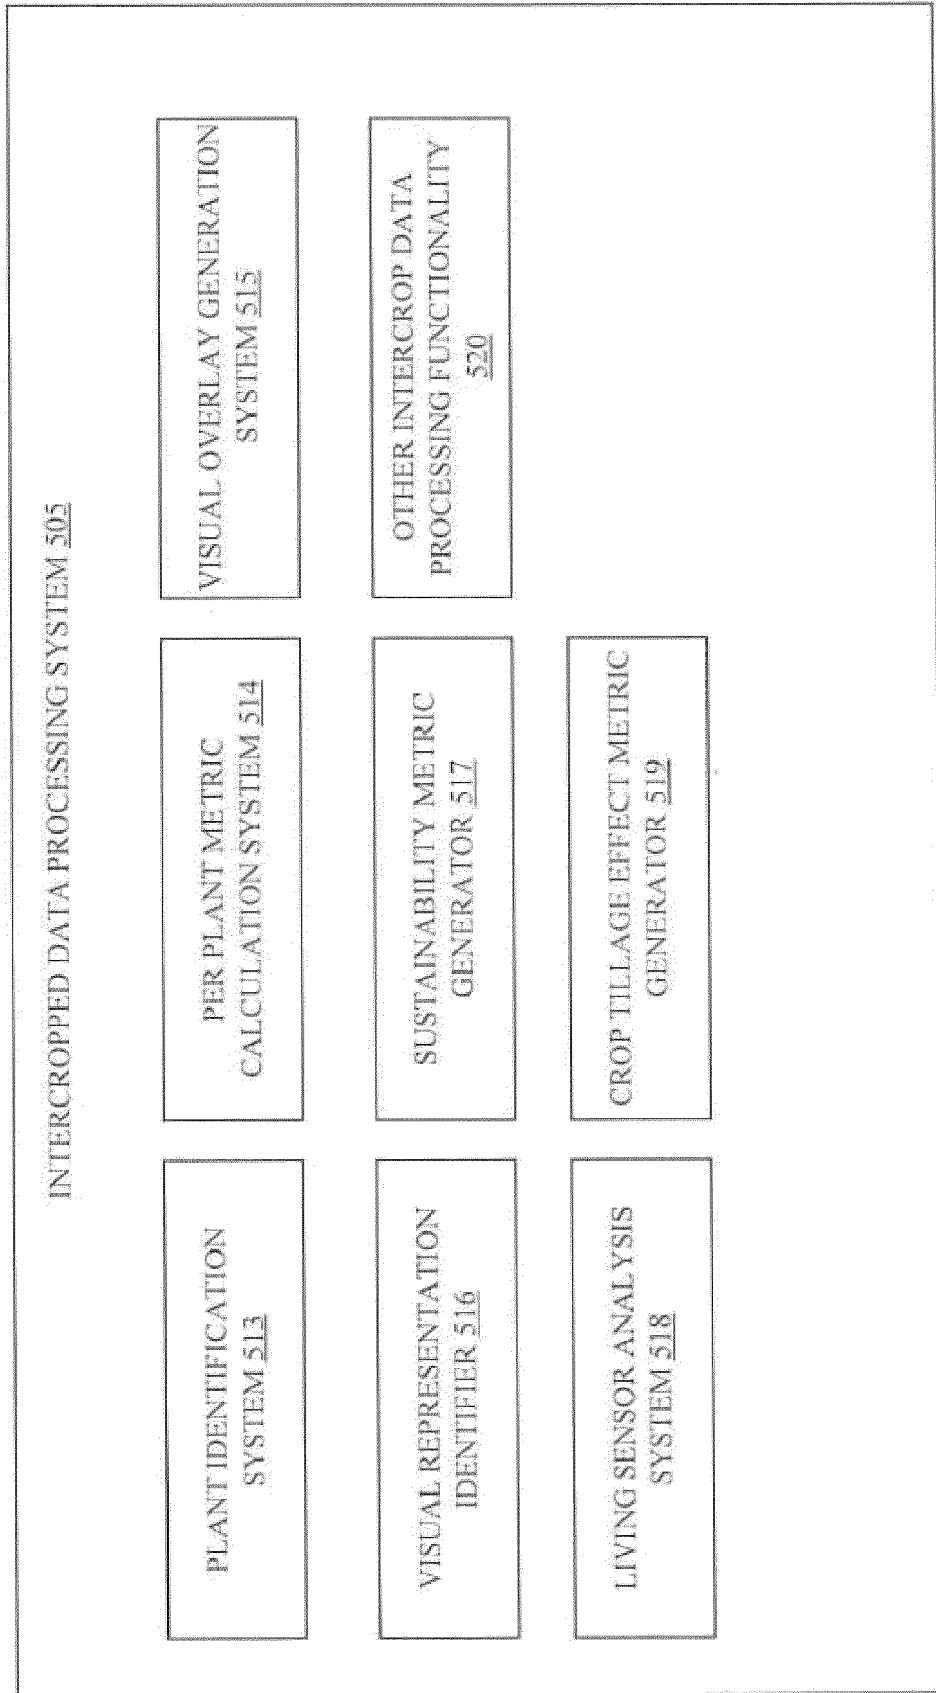 INTERCROPPED DATA PROCESSING SYSTEM 505
PLANT IDENTIFICATION
SYSTEM 513
PER PLANT METRIC
CALCULATION SYSTEM 514
VISUAL OVERLAY GENERATION
SYSTEM 515
VISUAL REPRESENTATION
IDENTIFIER 516
SUSTAINABILITY METRIC
GENERATOR 517
OTHER INTERCROP DATA
PROCESSING FUNCTIONALITY
520
LIVING SENSOR ANALYSIS
SYSTEM 518
CROP TILLAGE EFFECT METRIC
GENERATOR 519